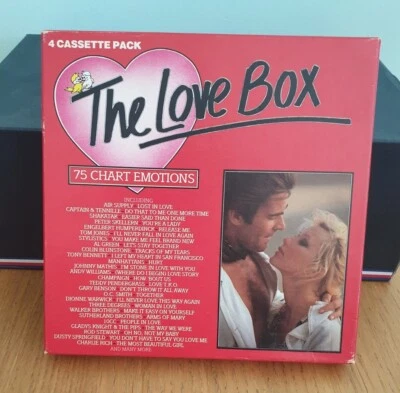 4 CASSETTE PACK
The Love Box
75 CHART EMOTIONS
INCLUDING
AIR SUPPLY LOST IN LOVE
CAPTAIN & TENNILLE DO THAT TO ME ONE MORE TIME
SHAKATAK EASIER SAID THAN DONE
PETER SKELLERN YOU'RE A LADY
ENGELBERT HUMPERDINCK RELEASE ME
TOM JONES I'LL NEVER FALL IN LOVE AGAIN
STYLISTICS YOU MAKE ME FEEL BRAND NEW
AL GREEN LET'S STAY TOGETHER
COLIN BLUNSTONE TRACKS OF MY TEARS
TONY BENNETT I LEFT MY HEART IN SAN FRANCISCO
MANHATTANS HURT
JOHNNY MATHIS I'M STONE IN LOVE WITH YOU
ANDY WILLIAMS (WHERE DO I BEGIN) LOVE STORY
CHAMPAIGN HOW 'BOUT US
TEDDY PENDERGRASS LOVE T.K.O.
GARY BENSON DON'T THROW IT ALL AWAY
O.C. SMITH TOGETHER
DIONNE WARWICK I'LL NEVER LOVE THIS WAY AGAIN
THREE DEGREES WOMAN IN LOVE
WALKER BROTHERS MAKE IT EASY ON YOURSELF
SUTHERLAND BROTHERS ARMS OF MARY
10CC PEOPLE IN LOVE
GLADYS KNIGHT & THE PIPS THE WAY WE WERE
ROD STEWART OH NO, NOT MY BABY
DUSTY SPRINGFIELD YOU DON'T HAVE TO SAY YOU LOVE ME
CHARLIE RICH THE MOST BEAUTIFUL GIRL
AND MANY MORE